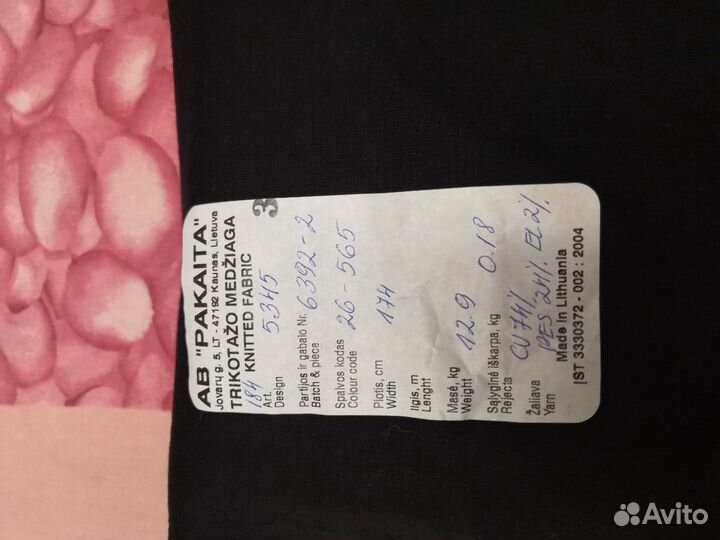 AB "PAKAITA"
Jovarų g. 5, LT - 47192 Kaunas, Lietuva
TRIKOTAŽO MEDŽIAGA
184 KNITTED FABRIC 3
Art. 5345
Design
Partijos ir gabalo Nr. 6392-2
Batch & piece
Spalvos kodas 26-565
Colour code
Plotis, cm 174
Width
Ilgis, m
Lenght
Masė, kg 12.9
Weight
Sąlyginė iškarpa, kg 0.18
Rejects
Žaliava CV 74%
Yarn PES 24% EL 2%
Made in Lithuania
ĮST 3330372 - 002 : 2004
Avito